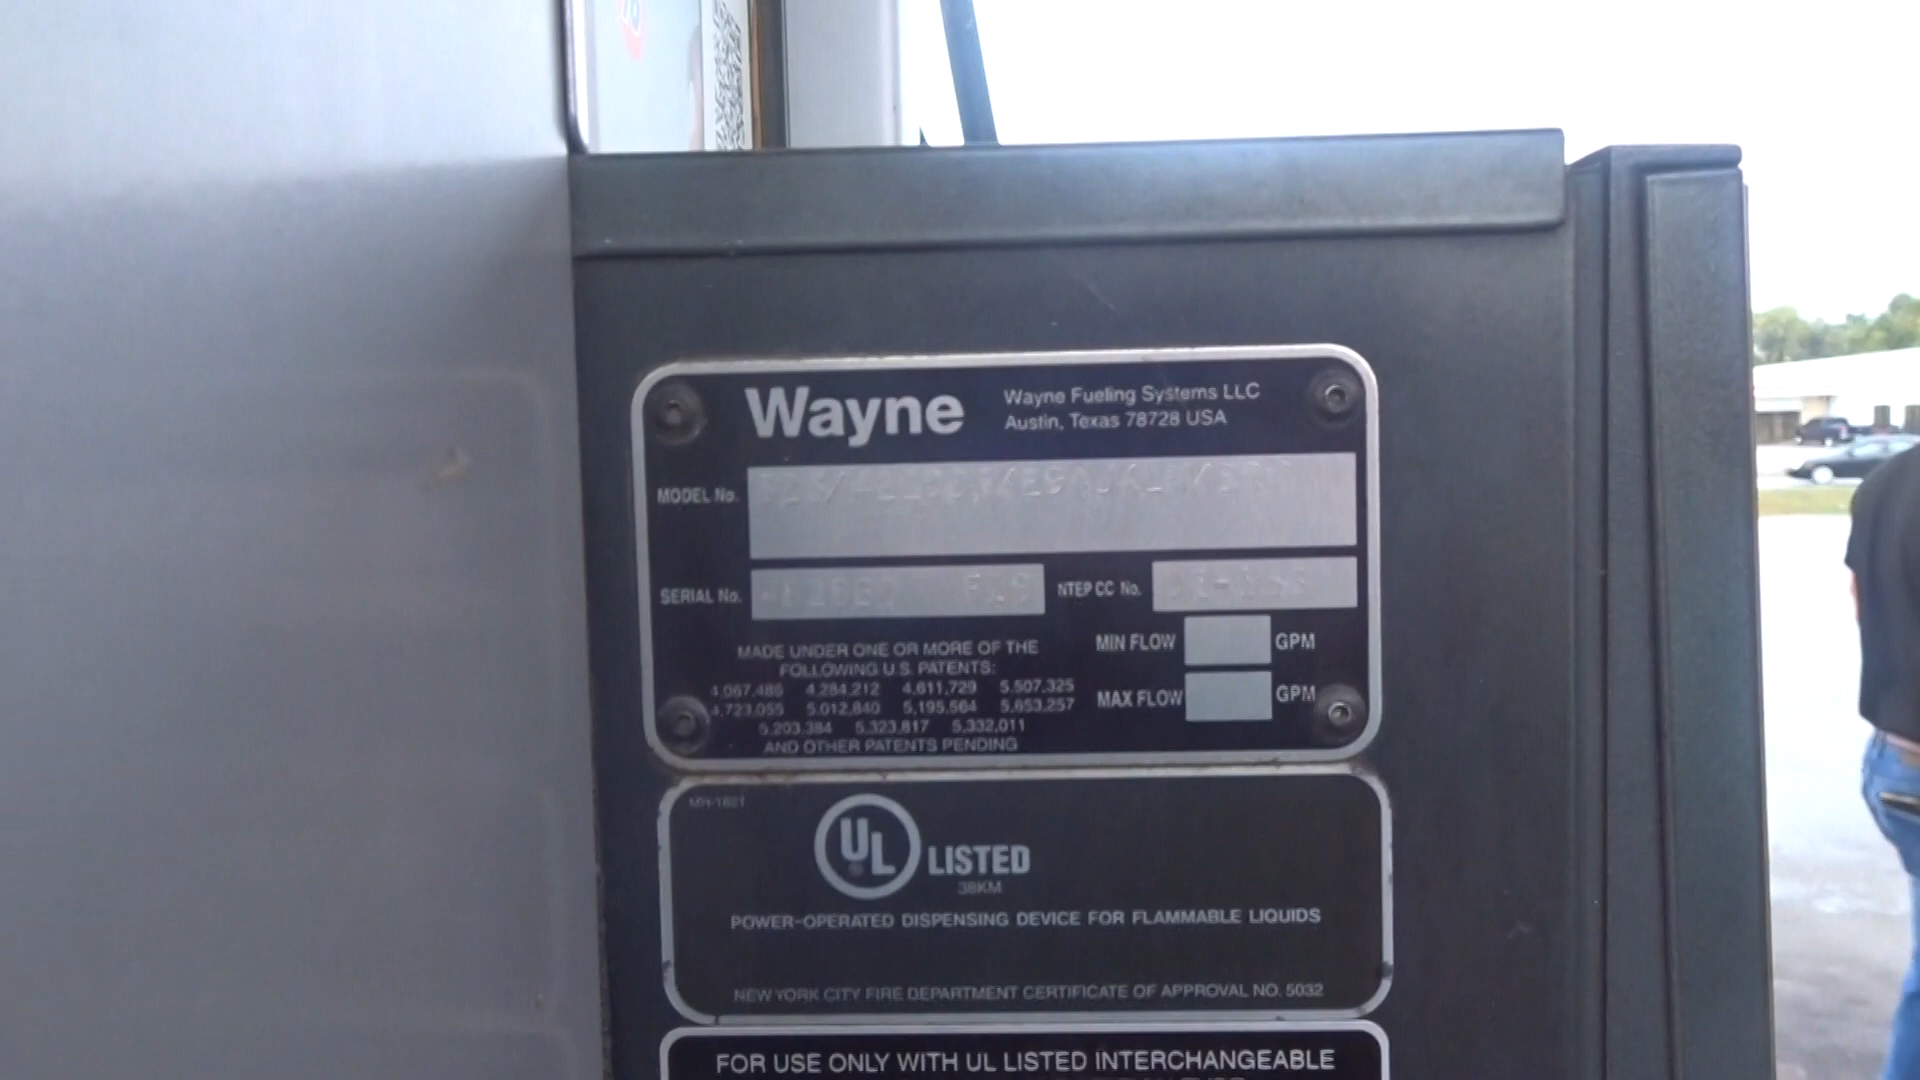 Wayne
Wayne Fueling Systems LLC
Austin, Texas 78728 USA
MODEL No.
SERIAL No.
NTEP CC No.
MADE UNDER ONE OR MORE OF THE
FOLLOWING U.S. PATENTS:
4,067,486 4,284,212 4,611,729 5,507,325
4,723,055 5,012,840 5,195,564 5,653,257
5,203,384 5,323,817 5,332,011
AND OTHER PATENTS PENDING
MIN FLOW GPM
MAX FLOW GPM
UL LISTED
38KM
POWER-OPERATED DISPENSING DEVICE FOR FLAMMABLE LIQUIDS
NEW YORK CITY FIRE DEPARTMENT CERTIFICATE OF APPROVAL NO. 5032
FOR USE ONLY WITH UL LISTED INTERCHANGEABLE